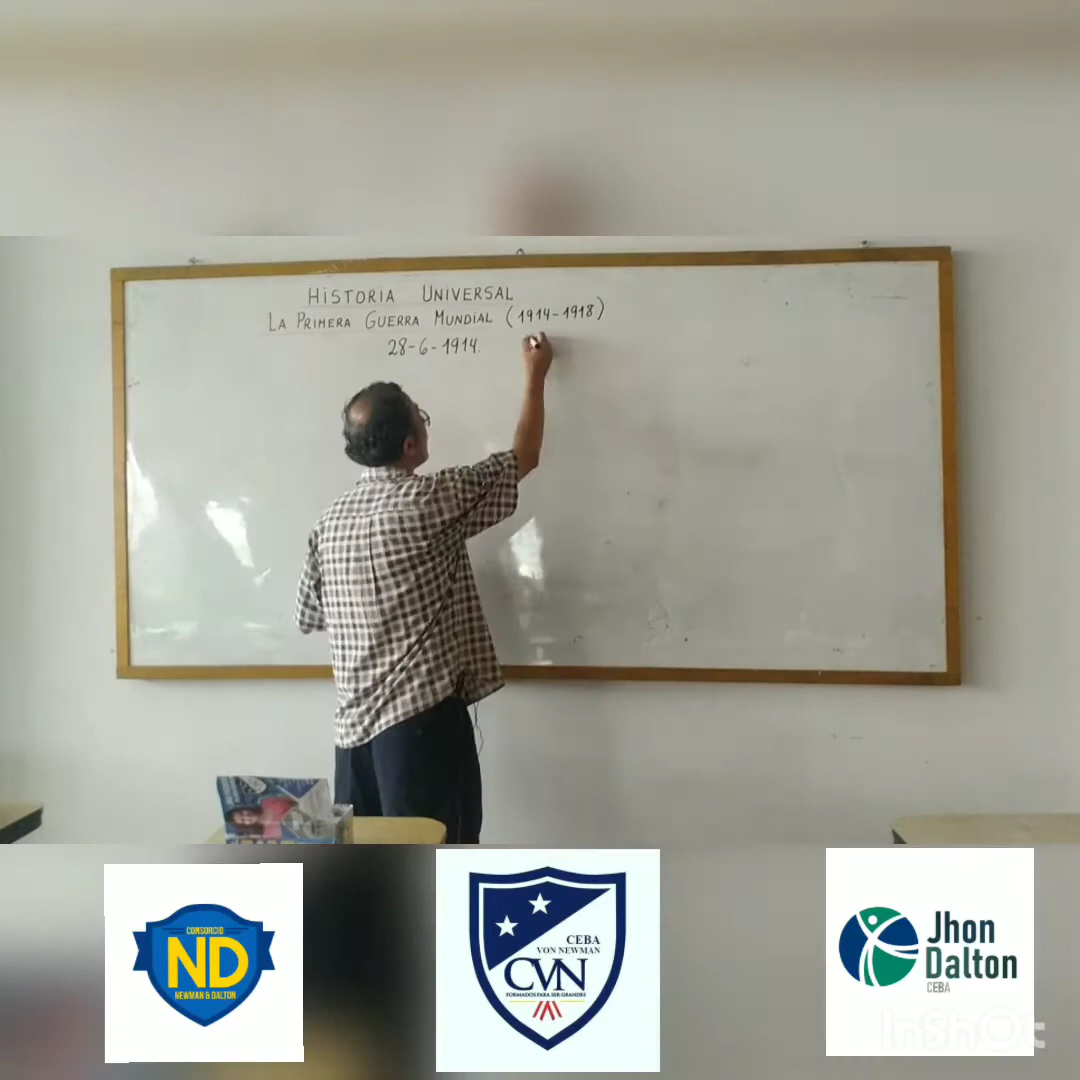 HISTORIA UNIVERSAL
LA PRIMERA GUERRA MUNDIAL (1914-1918)
28-6-1914.
CONSORCIO
ND
NEWMAN & DALTON
CEBA
VON NEWMAN
CVN
FORMADOS PARA SER GRANDES
Jhon
Dalton
CEBA
InShOt